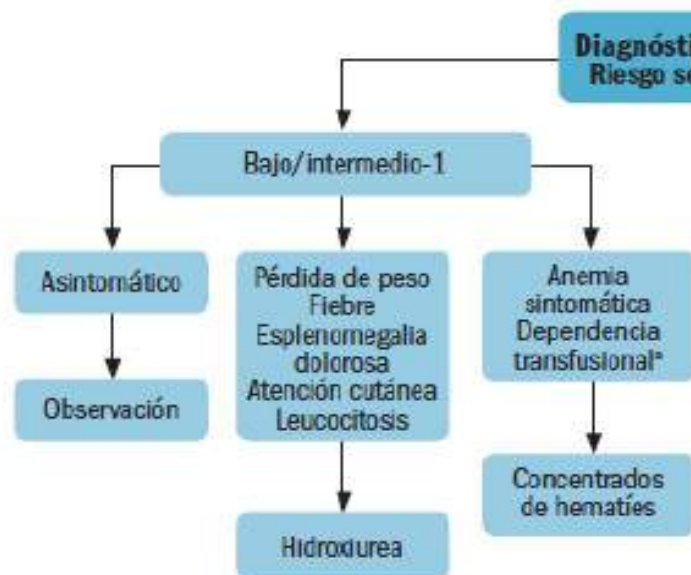 Diagnósti
Riesgo se
Bajo/intermedio-1
Asintomático
Observación
Pérdida de peso
Fiebre
Esplenomegalia
dolorosa
Atención cutánea
Leucocitosis
Hidroxiurea
Anemia
sintomática
Dependencia
transfusionalª
Concentrados
de hematíes